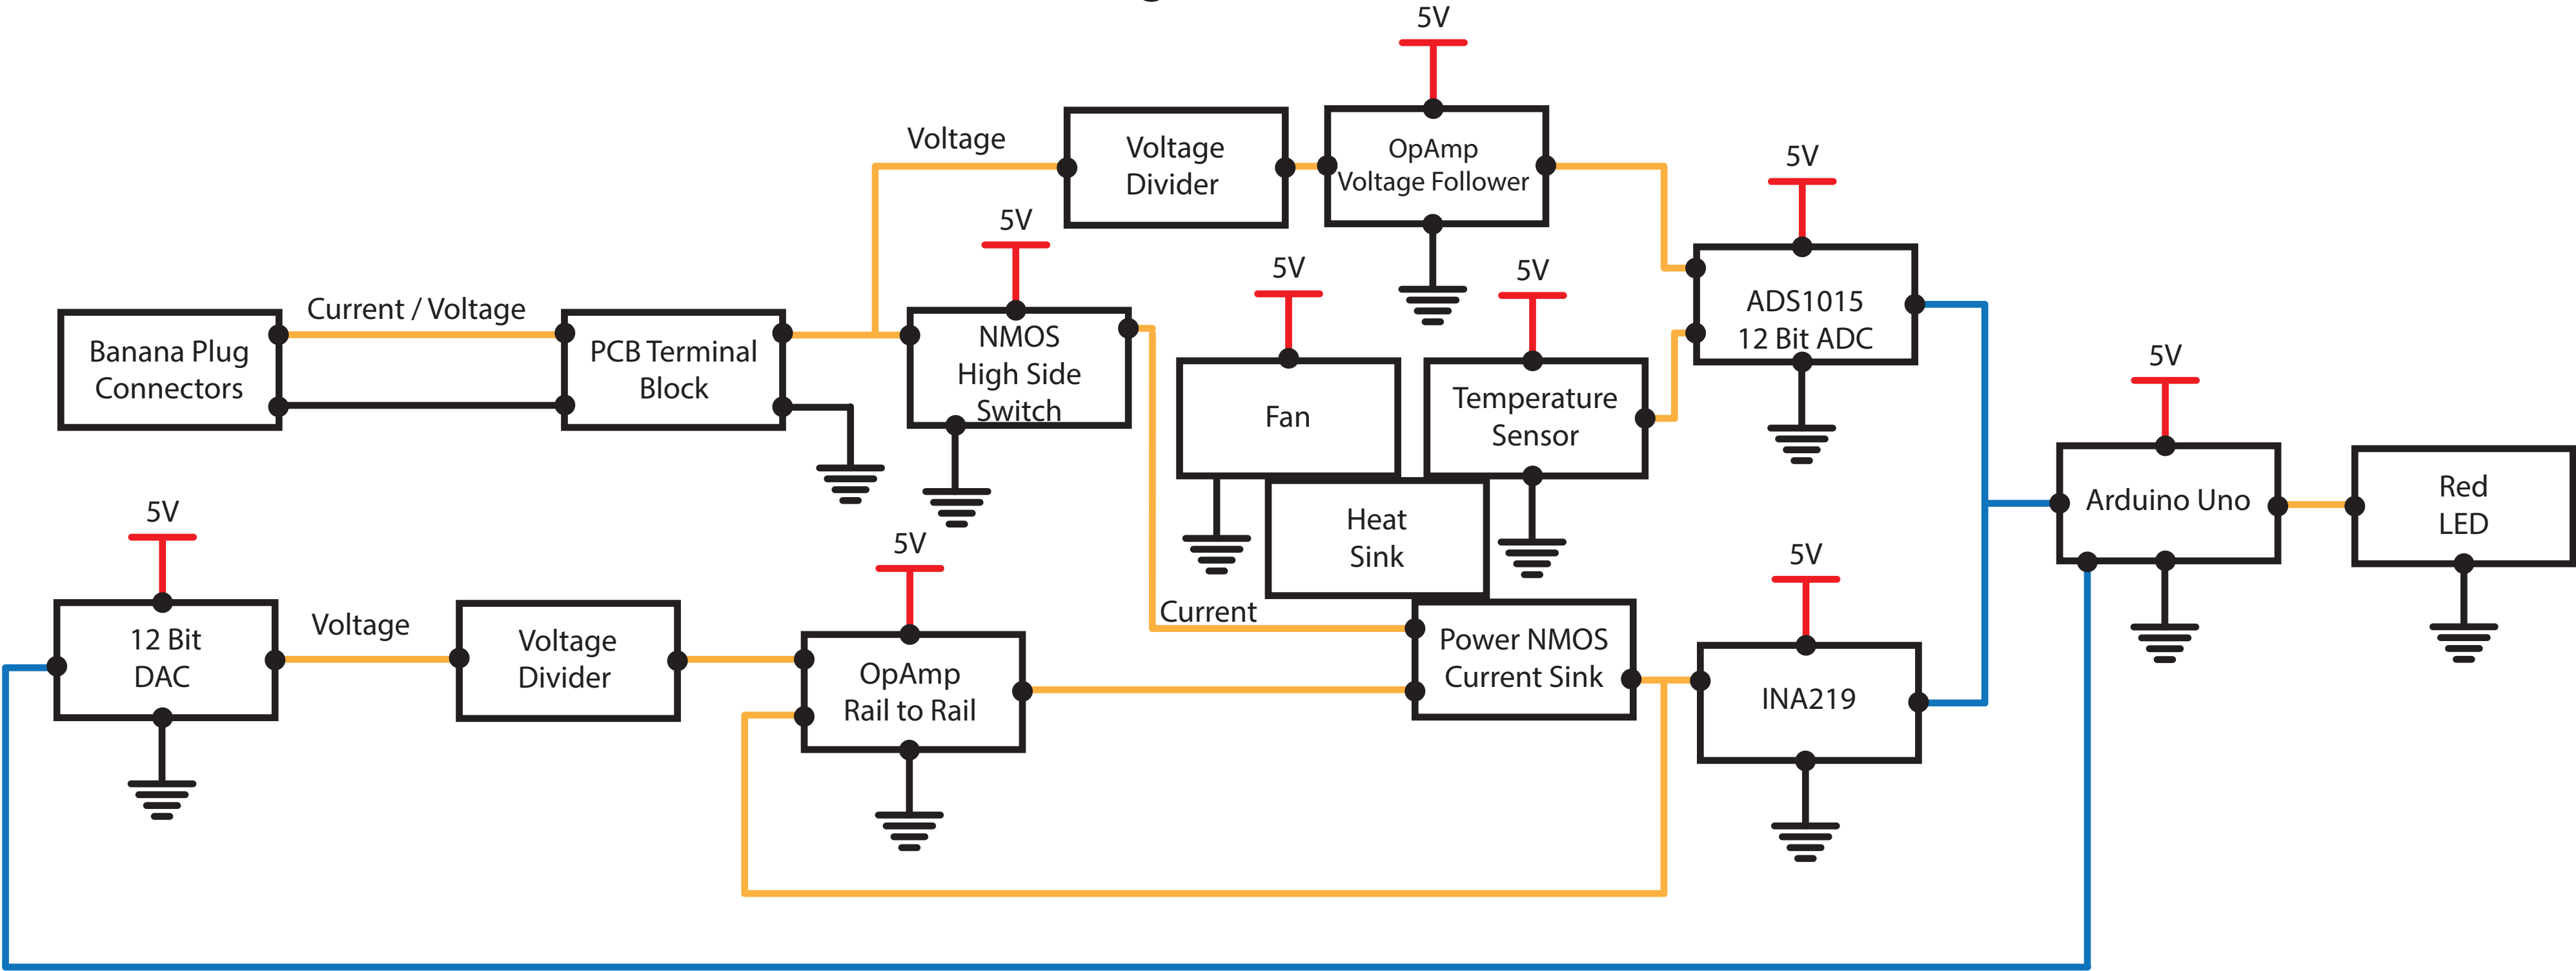 5V
Voltage
Voltage
Divider
OpAmp
Voltage Follower
5V
5V
5V
5V
Current / Voltage
Banana Plug
Connectors
PCB Terminal
Block
NMOS
High Side
Switch
ADS1015
12 Bit ADC
Fan
Temperature
Sensor
5V
Arduino Uno
Red
LED
Heat
Sink
5V
5V
5V
Current
12 Bit
DAC
Voltage
Voltage
Divider
OpAmp
Rail to Rail
Power NMOS
Current Sink
INA219